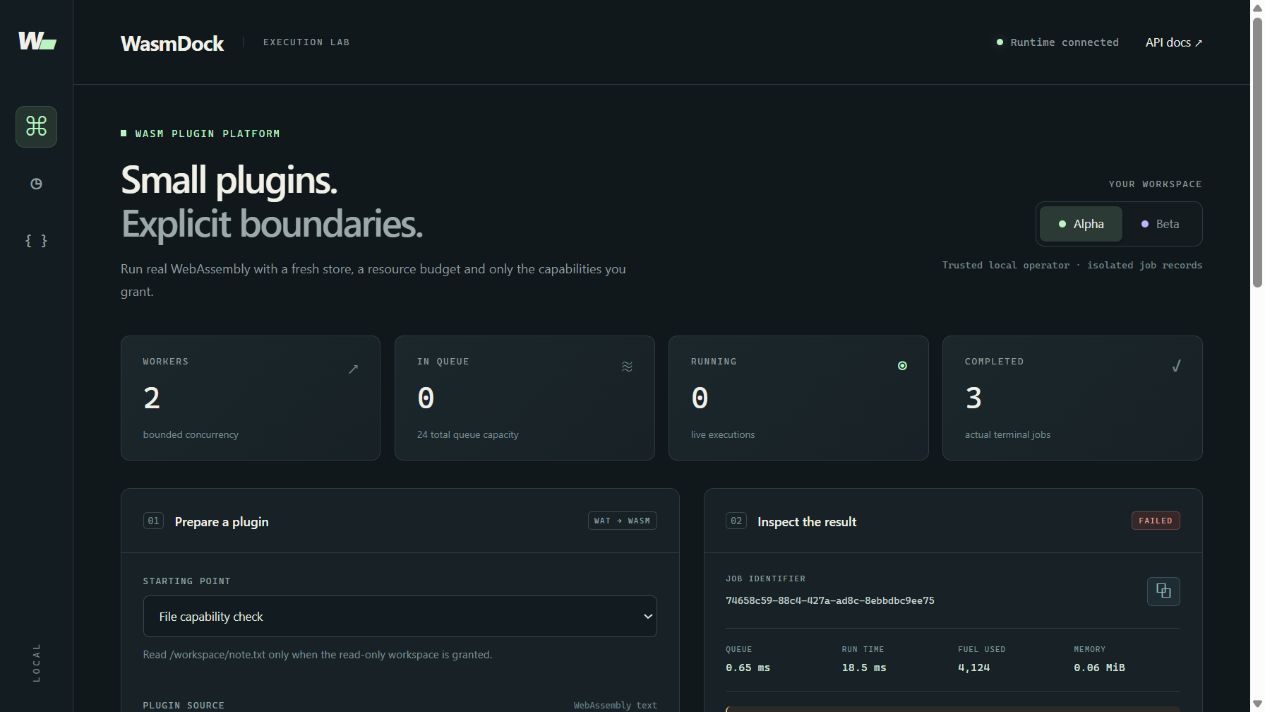 W
WasmDock
EXECUTION LAB
Runtime connected
API docs ↗
WASM PLUGIN PLATFORM
Small plugins.
Explicit boundaries.
Run real WebAssembly with a fresh store, a resource budget and only the capabilities you
grant.
YOUR WORKSPACE
Alpha
Beta
Trusted local operator · isolated job records
WORKERS
2
bounded concurrency
IN QUEUE
0
24 total queue capacity
RUNNING
0
live executions
COMPLETED
3
actual terminal jobs
01
Prepare a plugin
WAT → WASM
STARTING POINT
File capability check
Read /workspace/note.txt only when the read-only workspace is granted.
PLUGIN SOURCE
WebAssembly text
02
Inspect the result
FAILED
JOB IDENTIFIER
74658c59-88c4-427a-ad8c-8ebbdbc9ee75
QUEUE
0.65 ms
RUN TIME
18.5 ms
FUEL USED
4,124
MEMORY
0.06 MiB
{ }
LOCAL